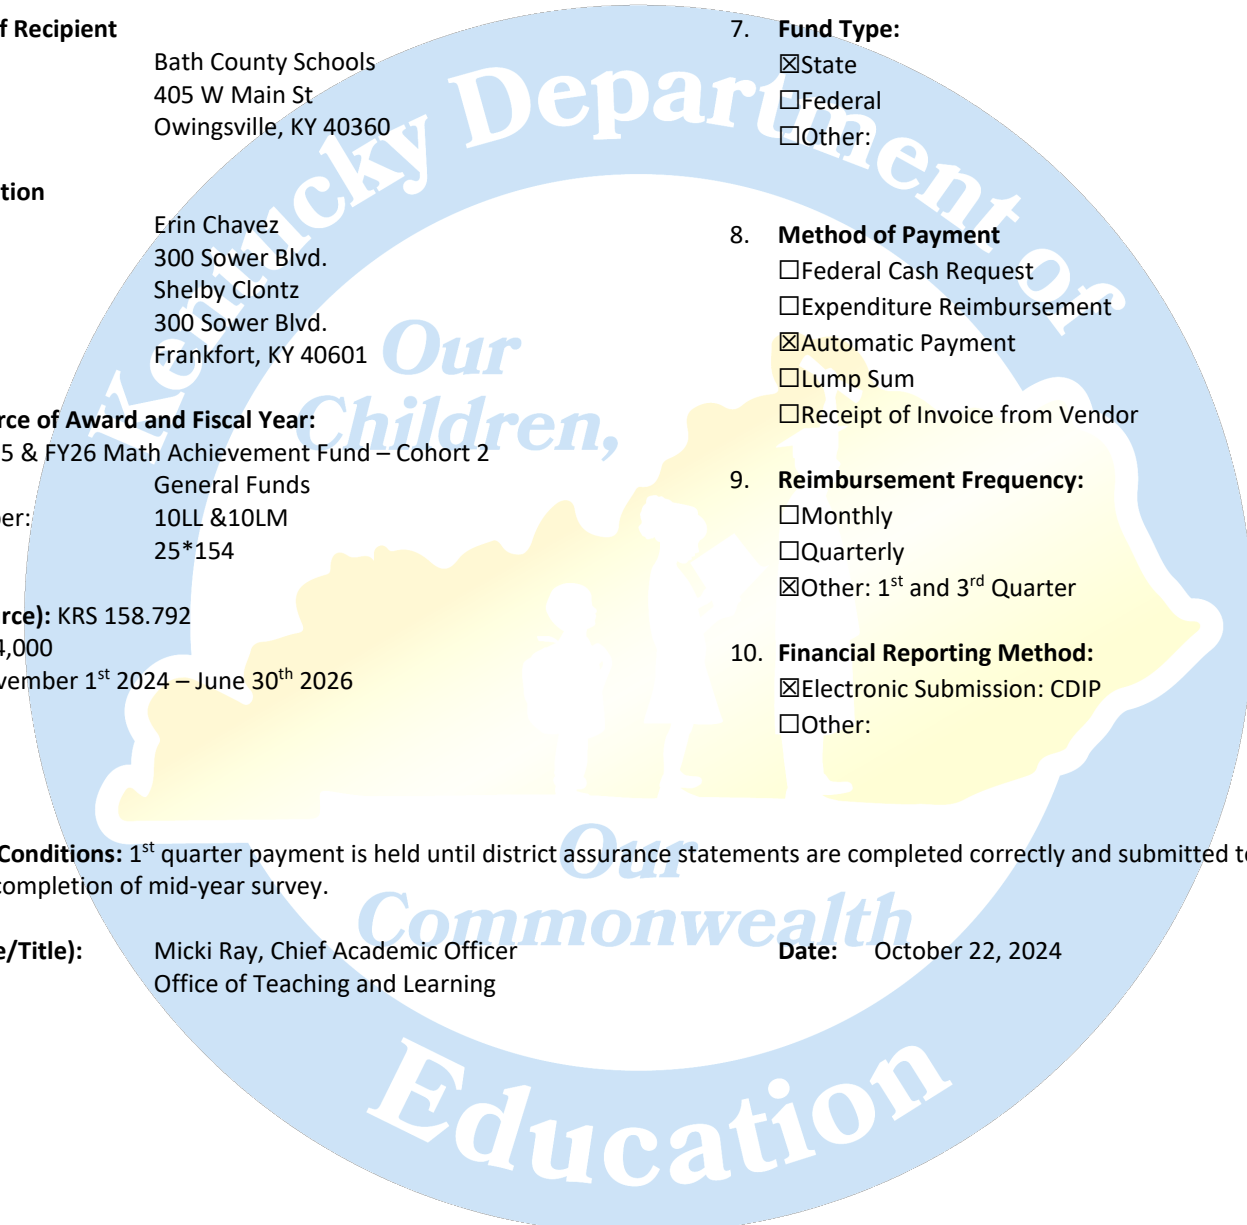 f Recipient
Bath County Schools
405 W Main St
Owingsville, KY 40360
tion
Erin Chavez
300 Sower Blvd.
Shelby Clontz
300 Sower Blvd.
Frankfort, KY 40601
rce of Award and Fiscal Year:
5 & FY26 Math Achievement Fund – Cohort 2
General Funds
er: 10LL &10LM
25*154
rce): KRS 158.792
4,000
vember 1st 2024 – June 30th 2026
7. Fund Type:
☒State
☐Federal
☐Other:
8. Method of Payment
☐Federal Cash Request
☐Expenditure Reimbursement
☒Automatic Payment
☐Lump Sum
☐Receipt of Invoice from Vendor
9. Reimbursement Frequency:
☐Monthly
☐Quarterly
☒Other: 1st and 3rd Quarter
10. Financial Reporting Method:
☒Electronic Submission: CDIP
☐Other:
Conditions: 1st quarter payment is held until district assurance statements are completed correctly and submitted to
completion of mid-year survey.
e/Title): Micki Ray, Chief Academic Officer Date: October 22, 2024
Office of Teaching and Learning
Kentucky Department of
Education
Our
Children,
Our
Commonwealth